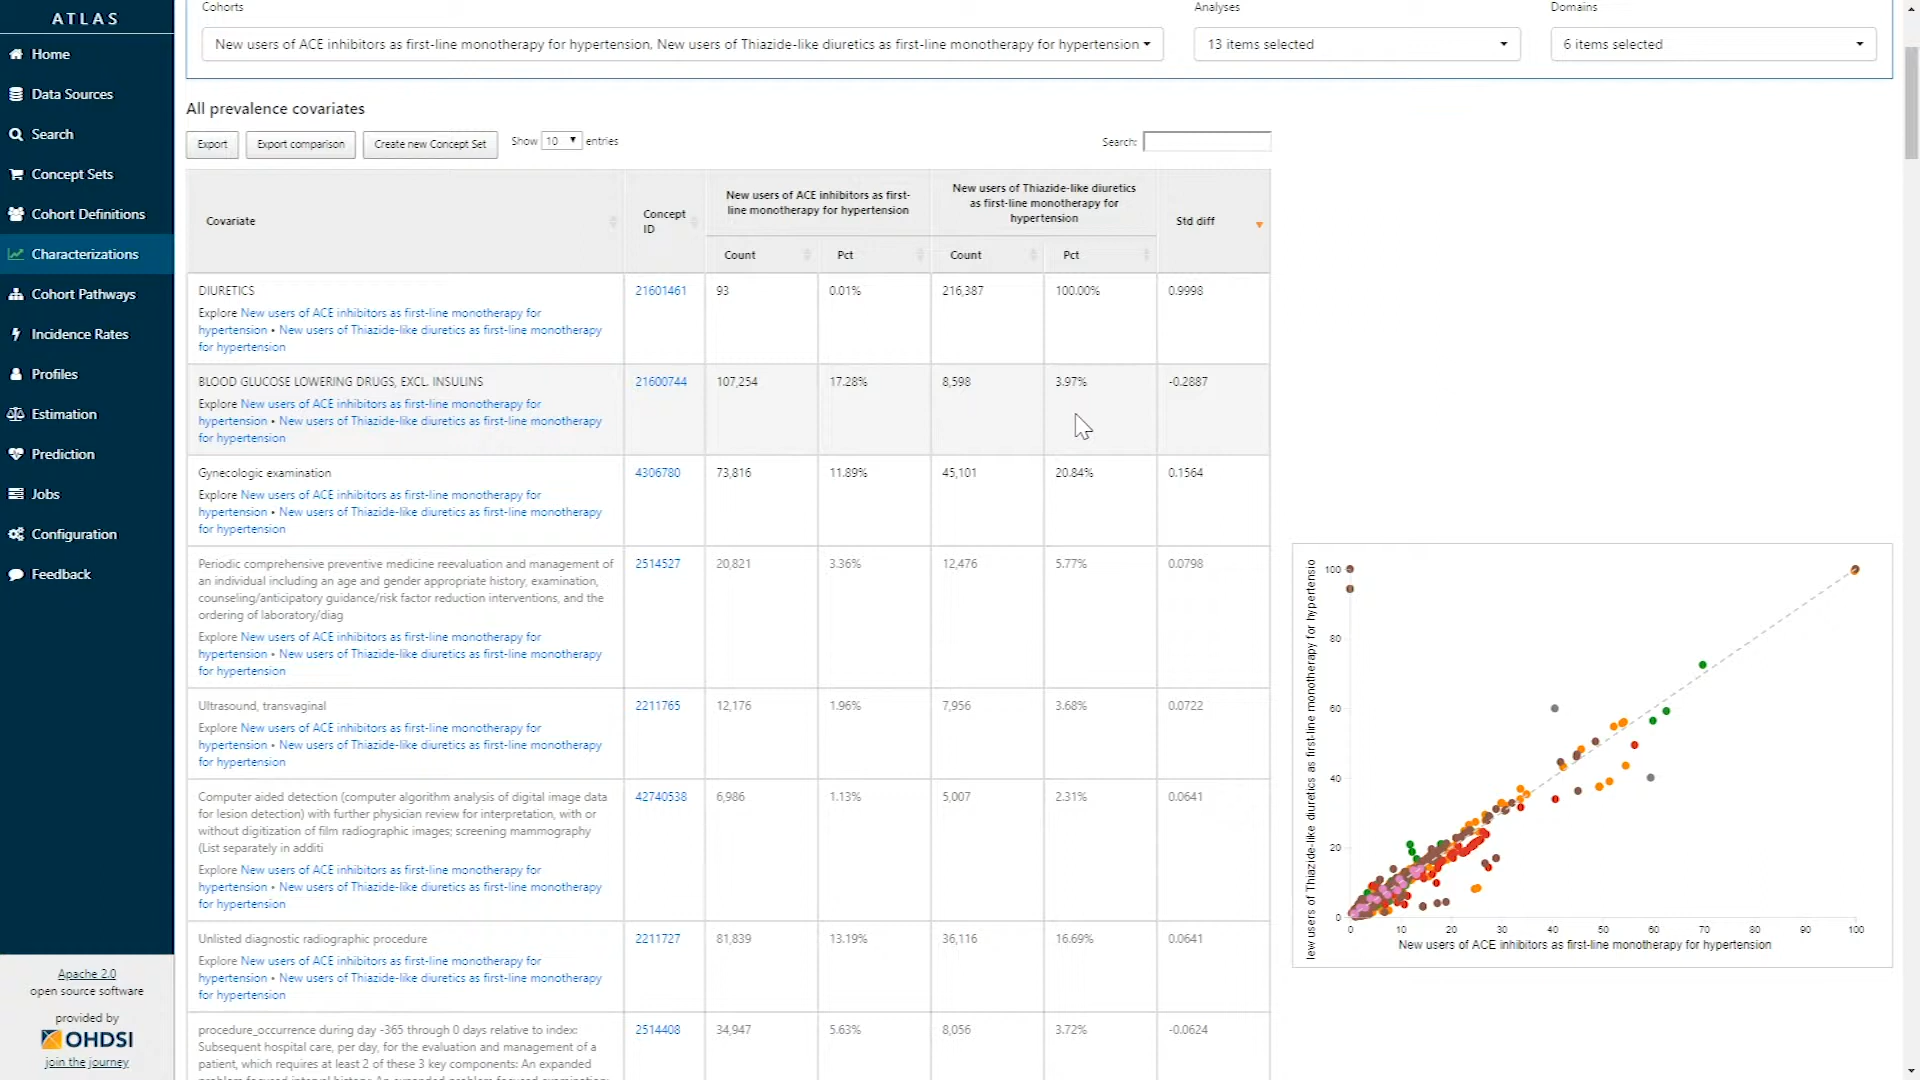 ATLAS
Home
Data Sources
Search
Concept Sets
Cohort Definitions
Characterizations
Cohort Pathways
Incidence Rates
Profiles
Estimation
Prediction
Jobs
Configuration
Feedback
Apache 2.0
open source software
provided by
OHDSI
join the journey
Cohorts
New users of ACE inhibitors as first-line monotherapy for hypertension, New users of Thiazide-like diuretics as first-line monotherapy for hypertension
Analyses
13 items selected
Domains
6 items selected
All prevalence covariates
Export
Export comparison
Create new Concept Set
Show 10 entries
Search:
Covariate
Concept
ID
New users of ACE inhibitors as first-
line monotherapy for hypertension
New users of Thiazide-like diuretics
as first-line monotherapy for
hypertension
Std diff
Count Pct Count Pct
DIURETICS 21601461 93 0.01% 216,387 100.00% 0.9998
Explore New users of ACE inhibitors as first-line monotherapy for
hypertension • New users of Thiazide-like diuretics as first-line monotherapy
for hypertension
BLOOD GLUCOSE LOWERING DRUGS, EXCL. INSULINS 21600744 107,254 17.28% 8,598 3.97% -0.2887
Explore New users of ACE inhibitors as first-line monotherapy for
hypertension • New users of Thiazide-like diuretics as first-line monotherapy
for hypertension
Gynecologic examination 4306780 73,816 11.89% 45,101 20.84% 0.1564
Explore New users of ACE inhibitors as first-line monotherapy for
hypertension • New users of Thiazide-like diuretics as first-line monotherapy
for hypertension
Periodic comprehensive preventive medicine reevaluation and management of 2514527 20,821 3.36% 12,476 5.77% 0.0798
an individual including an age and gender appropriate history, examination,
counseling/anticipatory guidance/risk factor reduction interventions, and the
ordering of laboratory/diag
Explore New users of ACE inhibitors as first-line monotherapy for
hypertension • New users of Thiazide-like diuretics as first-line monotherapy
for hypertension
Ultrasound, transvaginal 2211765 12,176 1.96% 7,956 3.68% 0.0722
Explore New users of ACE inhibitors as first-line monotherapy for
hypertension • New users of Thiazide-like diuretics as first-line monotherapy
for hypertension
Computer aided detection (computer algorithm analysis of digital image data 42740538 6,986 1.13% 5,007 2.31% 0.0641
for lesion detection) with further physician review for interpretation, with or
without digitization of film radiographic images; screening mammography
(List separately in additi
Explore New users of ACE inhibitors as first-line monotherapy for
hypertension • New users of Thiazide-like diuretics as first-line monotherapy
for hypertension
Unlisted diagnostic radiographic procedure 2211727 81,839 13.19% 36,116 16.69% 0.0641
Explore New users of ACE inhibitors as first-line monotherapy for
hypertension • New users of Thiazide-like diuretics as first-line monotherapy
for hypertension
procedure_occurrence during day -365 through 0 days relative to index: 2514408 34,947 5.63% 8,056 3.72% -0.0624
Subsequent hospital care, per day, for the evaluation and management of a
patient, which requires at least 2 of these 3 key components: An expanded
100
80
60
40
20
0
0 10 20 30 40 50 60 70 80 90 100
New users of ACE inhibitors as first-line monotherapy for hypertension
users of Thiazide-like diuretics as first-line monotherapy for